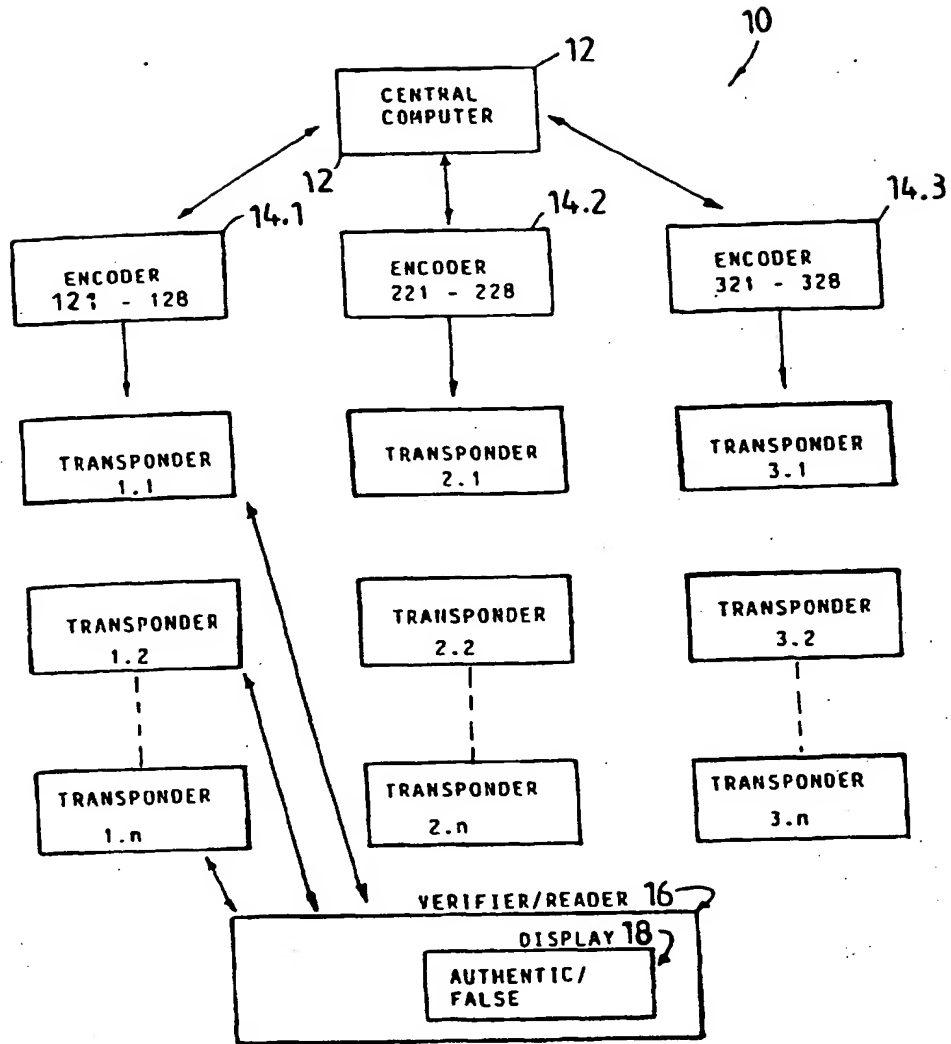 10
12
CENTRAL
COMPUTER
12
14.1
14.2
14.3
ENCODER
121 - 128
ENCODER
221 - 228
ENCODER
321 - 328
TRANSPONDER
1.1
TRANSPONDER
2.1
TRANSPONDER
3.1
TRANSPONDER
1.2
TRANSPONDER
2.2
TRANSPONDER
3.2
TRANSPONDER
1.n
TRANSPONDER
2.n
TRANSPONDER
3.n
VERIFIER/READER 16
DISPLAY 18
AUTHENTIC/
FALSE